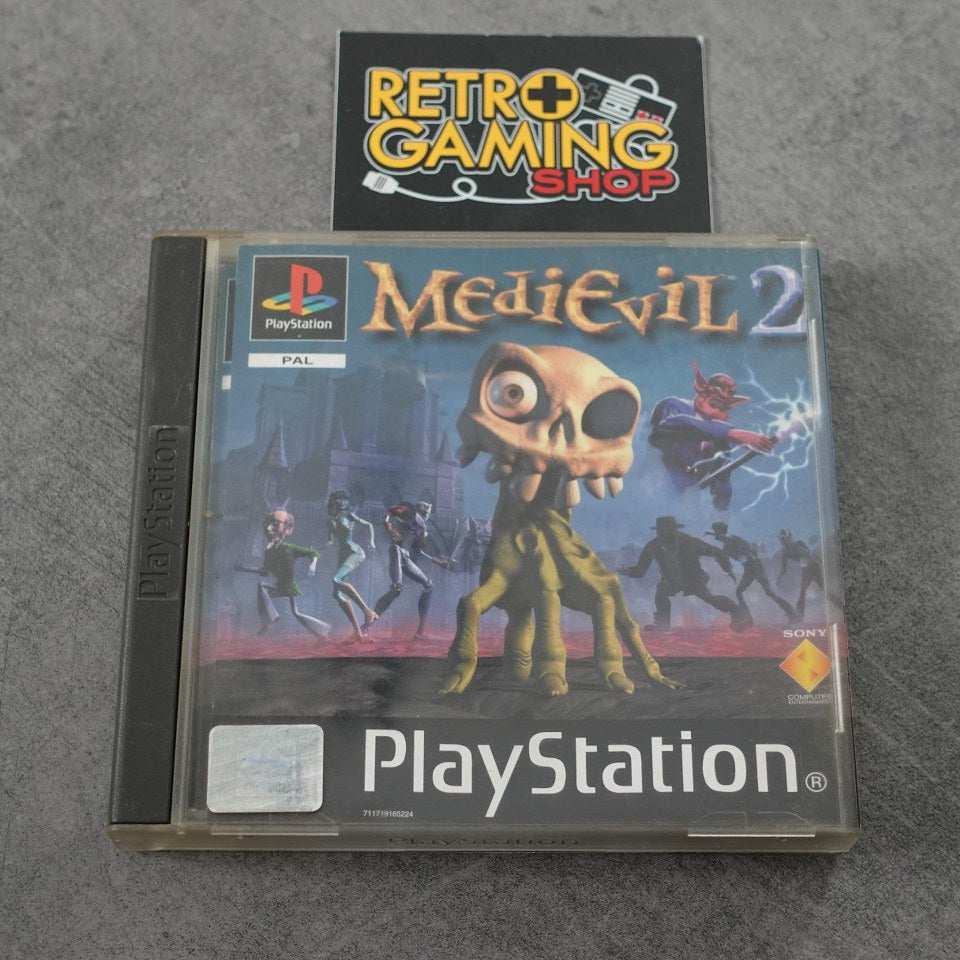 RETRO
GAMING
SHOP
PlayStation
PAL
MediEvil 2
PlayStation
SONY
COMPUTER
ENTERTAINMENT
PlayStation®
711719165224
PlayStation